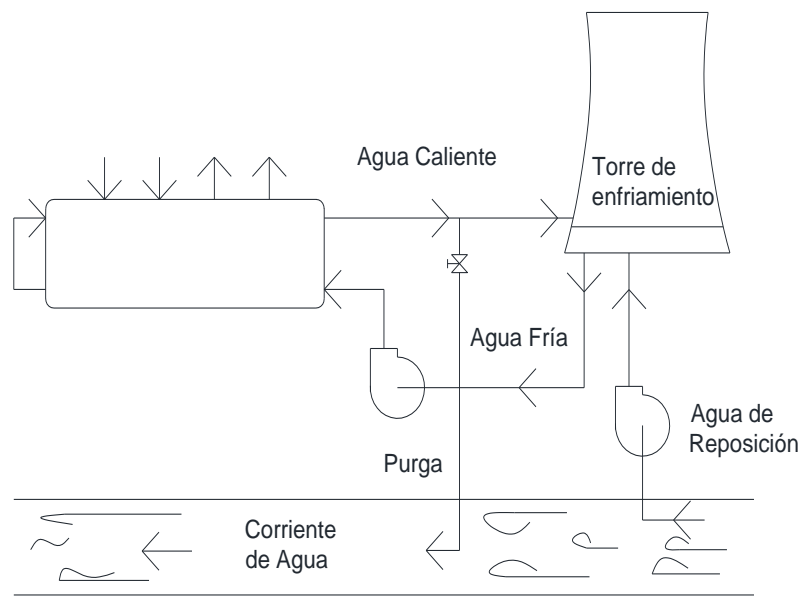 Agua Caliente
Torre de
enfriamiento
Agua Fría
Agua de
Reposición
Purga
Corriente
de Agua